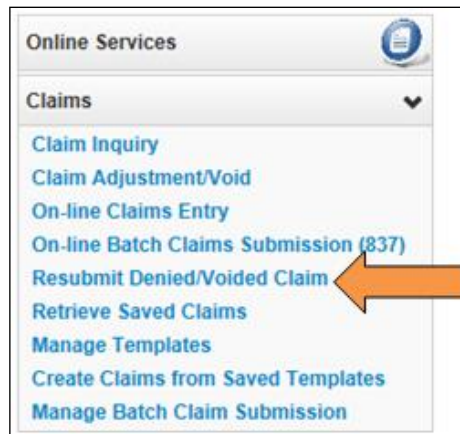 Online Services
Claims
Claim Inquiry
Claim Adjustment/Void
On-line Claims Entry
On-line Batch Claims Submission (837)
Resubmit Denied/Voided Claim
Retrieve Saved Claims
Manage Templates
Create Claims from Saved Templates
Manage Batch Claim Submission